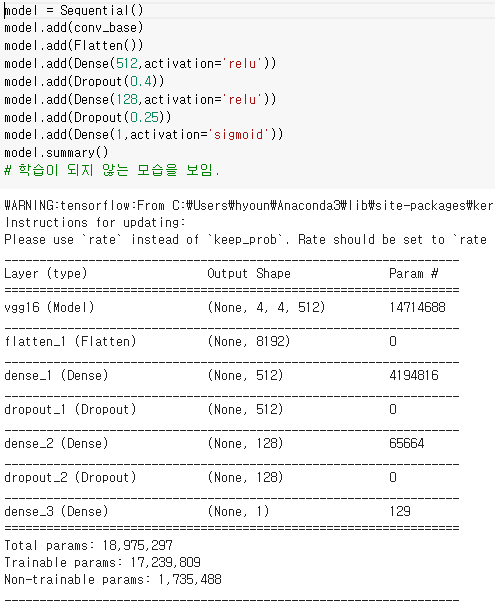 model = Sequential()
model.add(conv_base)
model.add(Flatten())
model.add(Dense(512,activation='relu'))
model.add(Dropout(0.4))
model.add(Dense(128,activation='relu'))
model.add(Dropout(0.25))
model.add(Dense(1,activation='sigmoid'))
model.summary()
# 학습이 되지 않는 모습을 보임.
WARNING:tensorflow:From C:₩Users₩hyoun₩Anaconda3₩lib₩site-packages₩ker
Instructions for updating:
Please use `rate` instead of `keep_prob`. Rate should be set to `rate
_________________________________________________________________
Layer (type) Output Shape Param #
=================================================================
vgg16 (Model) (None, 4, 4, 512) 14714688
_________________________________________________________________
flatten_1 (Flatten) (None, 8192) 0
_________________________________________________________________
dense_1 (Dense) (None, 512) 4194816
_________________________________________________________________
dropout_1 (Dropout) (None, 512) 0
_________________________________________________________________
dense_2 (Dense) (None, 128) 65664
_________________________________________________________________
dropout_2 (Dropout) (None, 128) 0
_________________________________________________________________
dense_3 (Dense) (None, 1) 129
=================================================================
Total params: 18,975,297
Trainable params: 17,239,809
Non-trainable params: 1,735,488
_________________________________________________________________